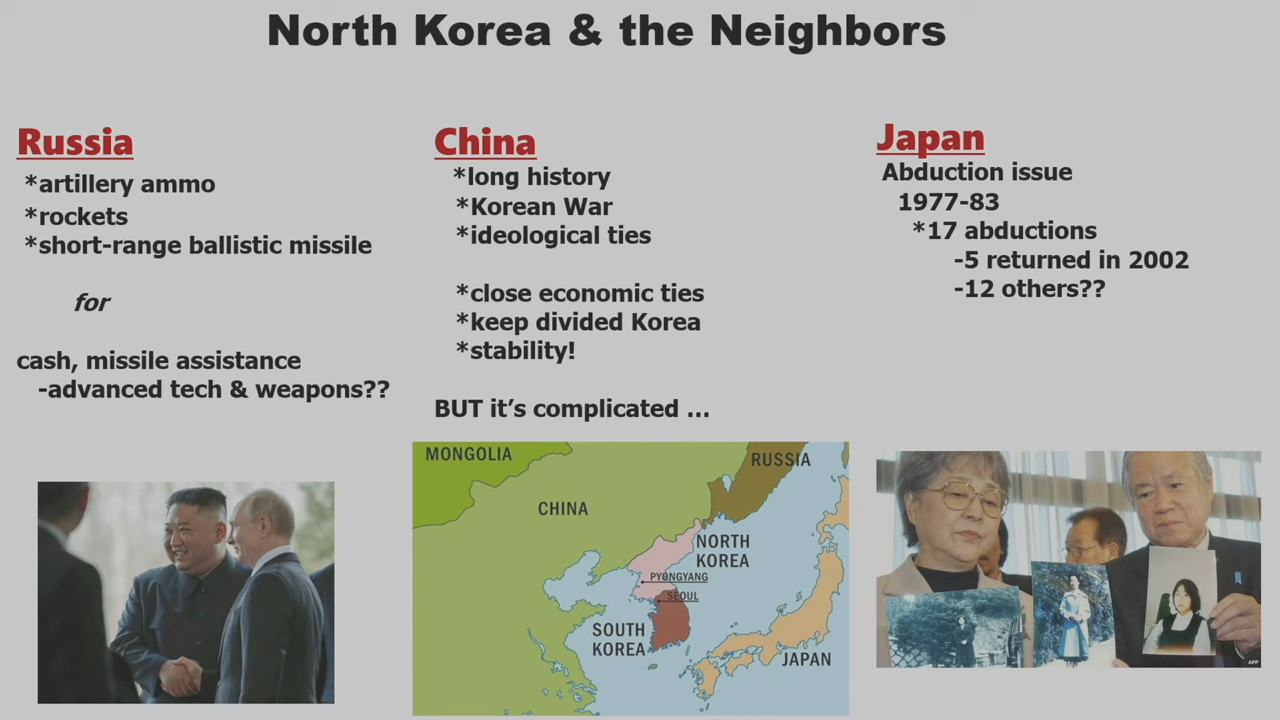 North Korea & the Neighbors
Russia
*artillery ammo
*rockets
*short-range ballistic missile
for
cash, missile assistance
-advanced tech & weapons??
China
*long history
*Korean War
*ideological ties
*close economic ties
*keep divided Korea
*stability!
BUT it's complicated ...
Japan
Abduction issue
1977-83
*17 abductions
-5 returned in 2002
-12 others??
MONGOLIA
RUSSIA
CHINA
NORTH
KOREA
PYONGYANG
SEOUL
SOUTH
KOREA
JAPAN
AFP